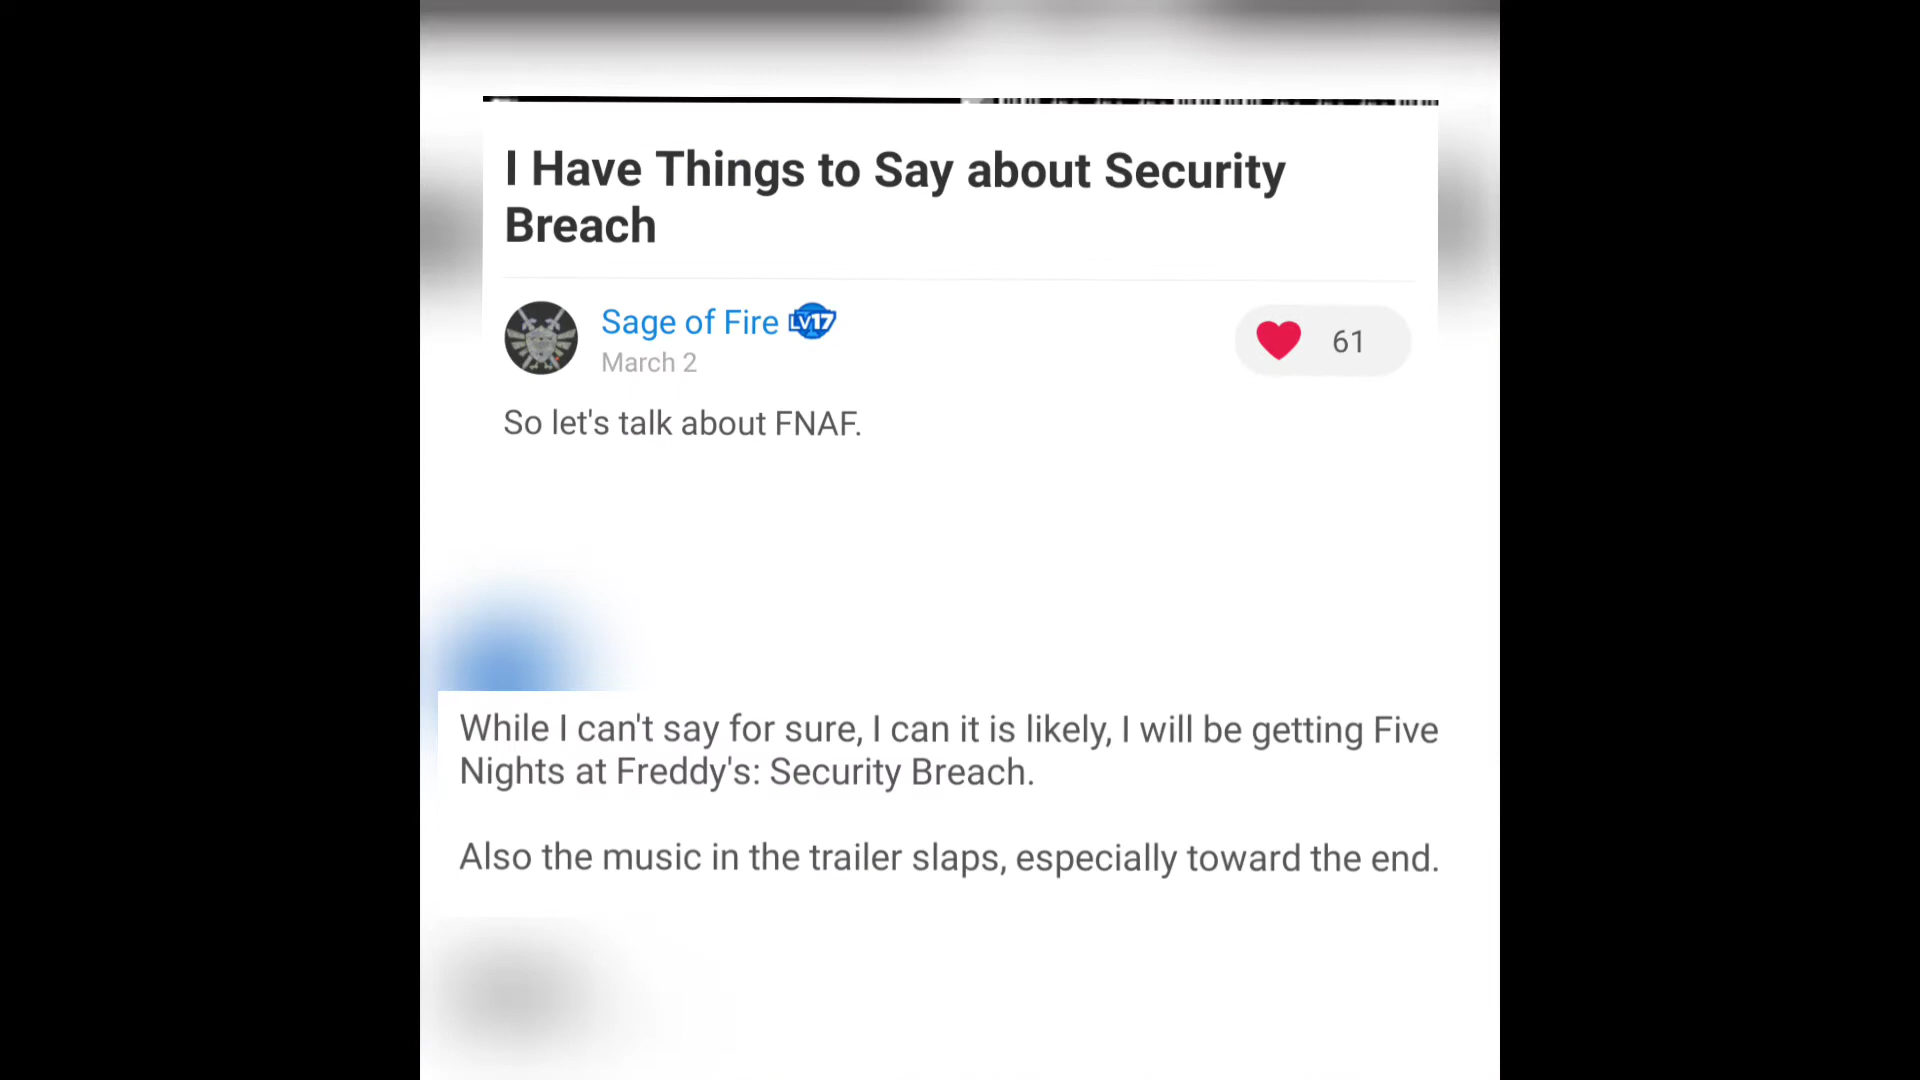 I Have Things to Say about Security
Breach
Sage of Fire LV17
61
March 2
So let's talk about FNAF.
While I can't say for sure, I can it is likely, I will be getting Five
Nights at Freddy's: Security Breach.
Also the music in the trailer slaps, especially toward the end.